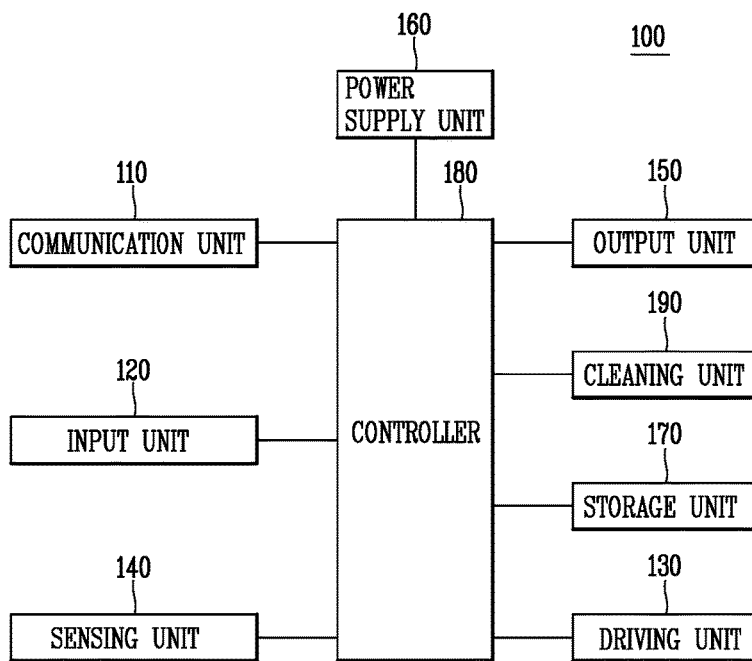 160
100
POWER
SUPPLY UNIT
110
180
150
COMMUNICATION UNIT
OUTPUT UNIT
190
CLEANING UNIT
120
INPUT UNIT
CONTROLLER
170
STORAGE UNIT
140
130
SENSING UNIT
DRIVING UNIT